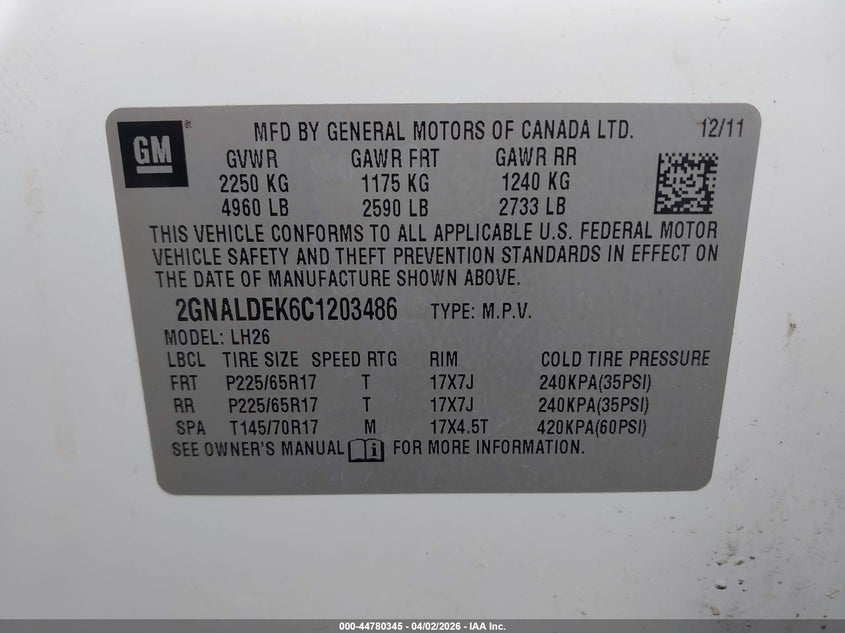 GM® MFD BY GENERAL MOTORS OF CANADA LTD. 12/11
GVWR GAWR FRT GAWR RR
2250 KG 1175 KG 1240 KG
4960 LB 2590 LB 2733 LB
THIS VEHICLE CONFORMS TO ALL APPLICABLE U.S. FEDERAL MOTOR
VEHICLE SAFETY AND THEFT PREVENTION STANDARDS IN EFFECT ON
THE DATE OF MANUFACTURE SHOWN ABOVE.
2GNALDEK6C1203486 TYPE: M.P.V.
MODEL: LH26
LBCL TIRE SIZE SPEED RTG RIM COLD TIRE PRESSURE
FRT P225/65R17 T 17X7J 240KPA(35PSI)
RR P225/65R17 T 17X7J 240KPA(35PSI)
SPA T145/70R17 M 17X4.5T 420KPA(60PSI)
SEE OWNER'S MANUAL i FOR MORE INFORMATION.
000-44780345 - 04/02/2026 - IAA Inc.